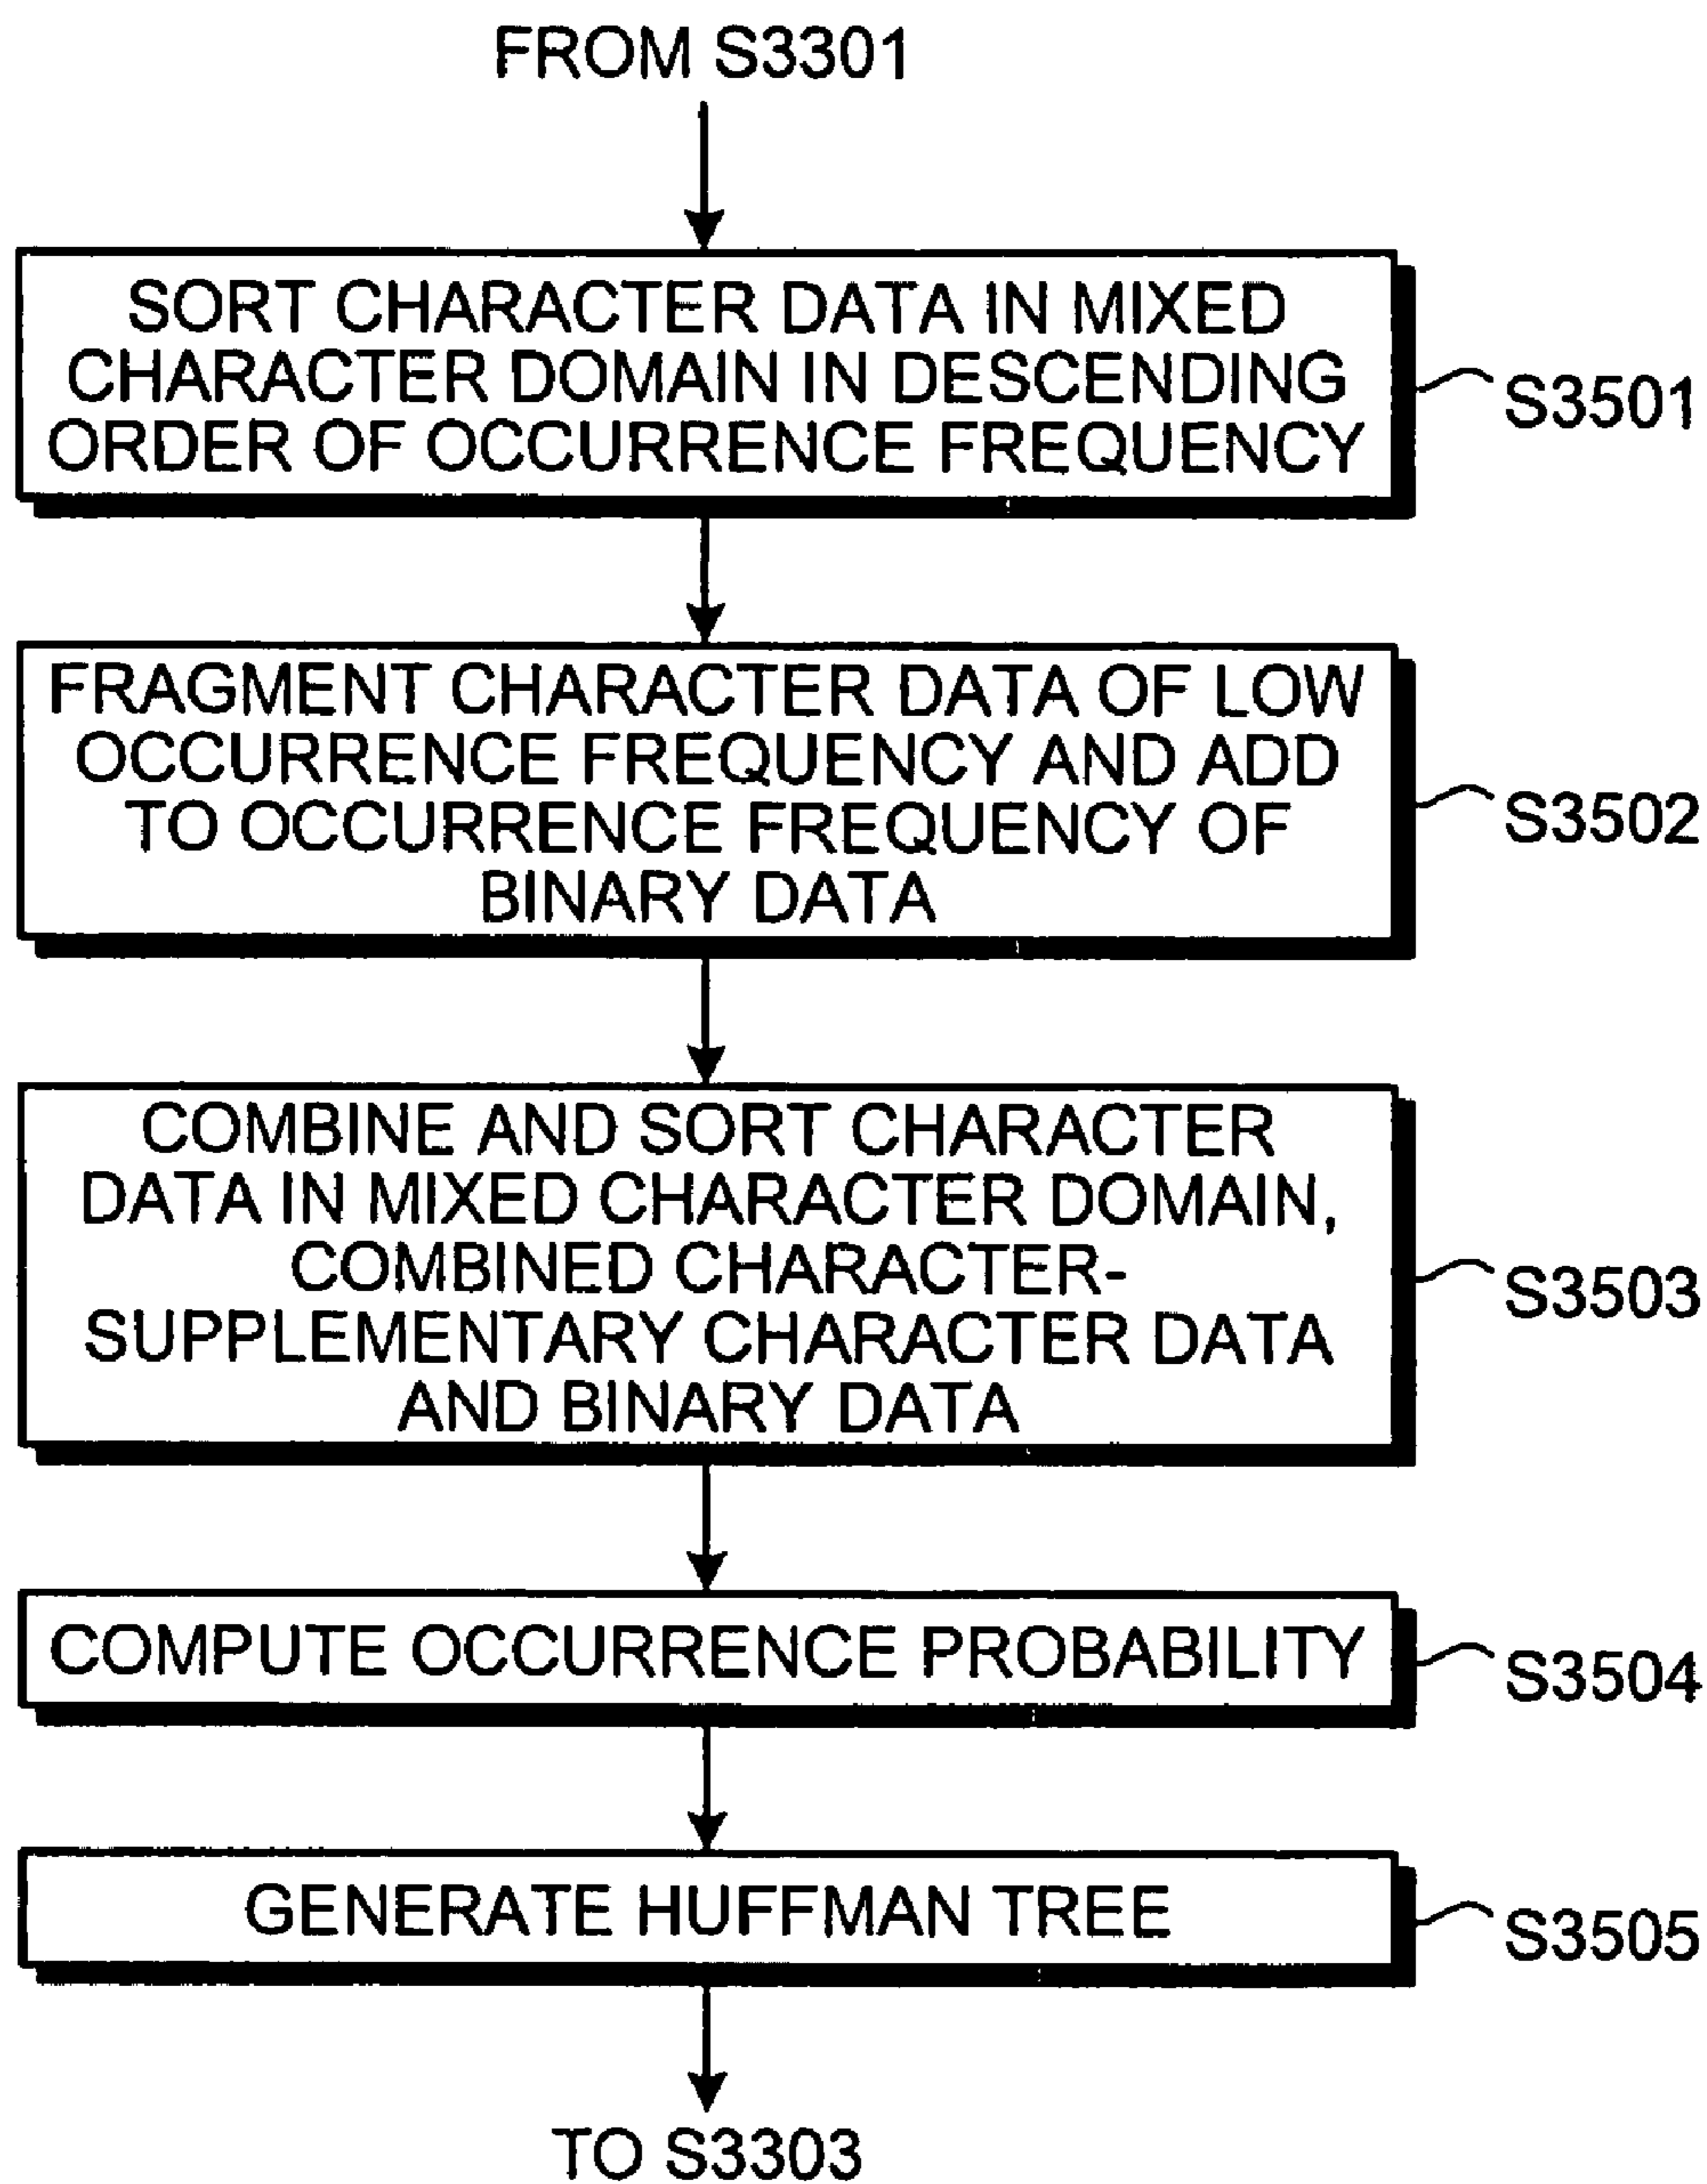 FROM S3301
SORT CHARACTER DATA IN MIXED
CHARACTER DOMAIN IN DESCENDING
ORDER OF OCCURRENCE FREQUENCY
S3501
FRAGMENT CHARACTER DATA OF LOW
OCCURRENCE FREQUENCY AND ADD
TO OCCURRENCE FREQUENCY OF
BINARY DATA
S3502
COMBINE AND SORT CHARACTER
DATA IN MIXED CHARACTER DOMAIN,
COMBINED CHARACTER-
SUPPLEMENTARY CHARACTER DATA
AND BINARY DATA
S3503
COMPUTE OCCURRENCE PROBABILITY
S3504
GENERATE HUFFMAN TREE
S3505
TO S3303